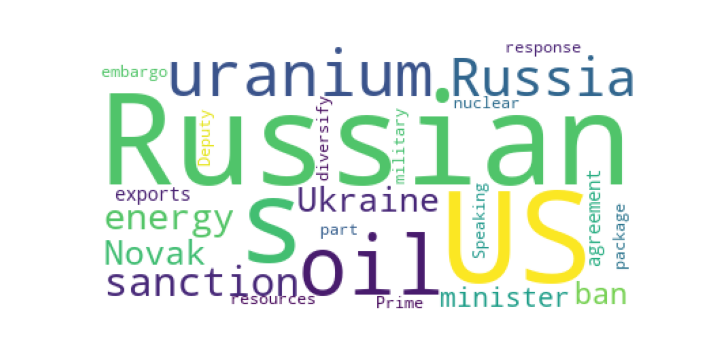 response
embargo
uranium
Russia
nuclear
Russian
Deputy
diversify
military
exports
Ukraine
s
US
energy
part
Speaking
agreement
package
Novak
oil
sanction
resources
Prime
minister
ban